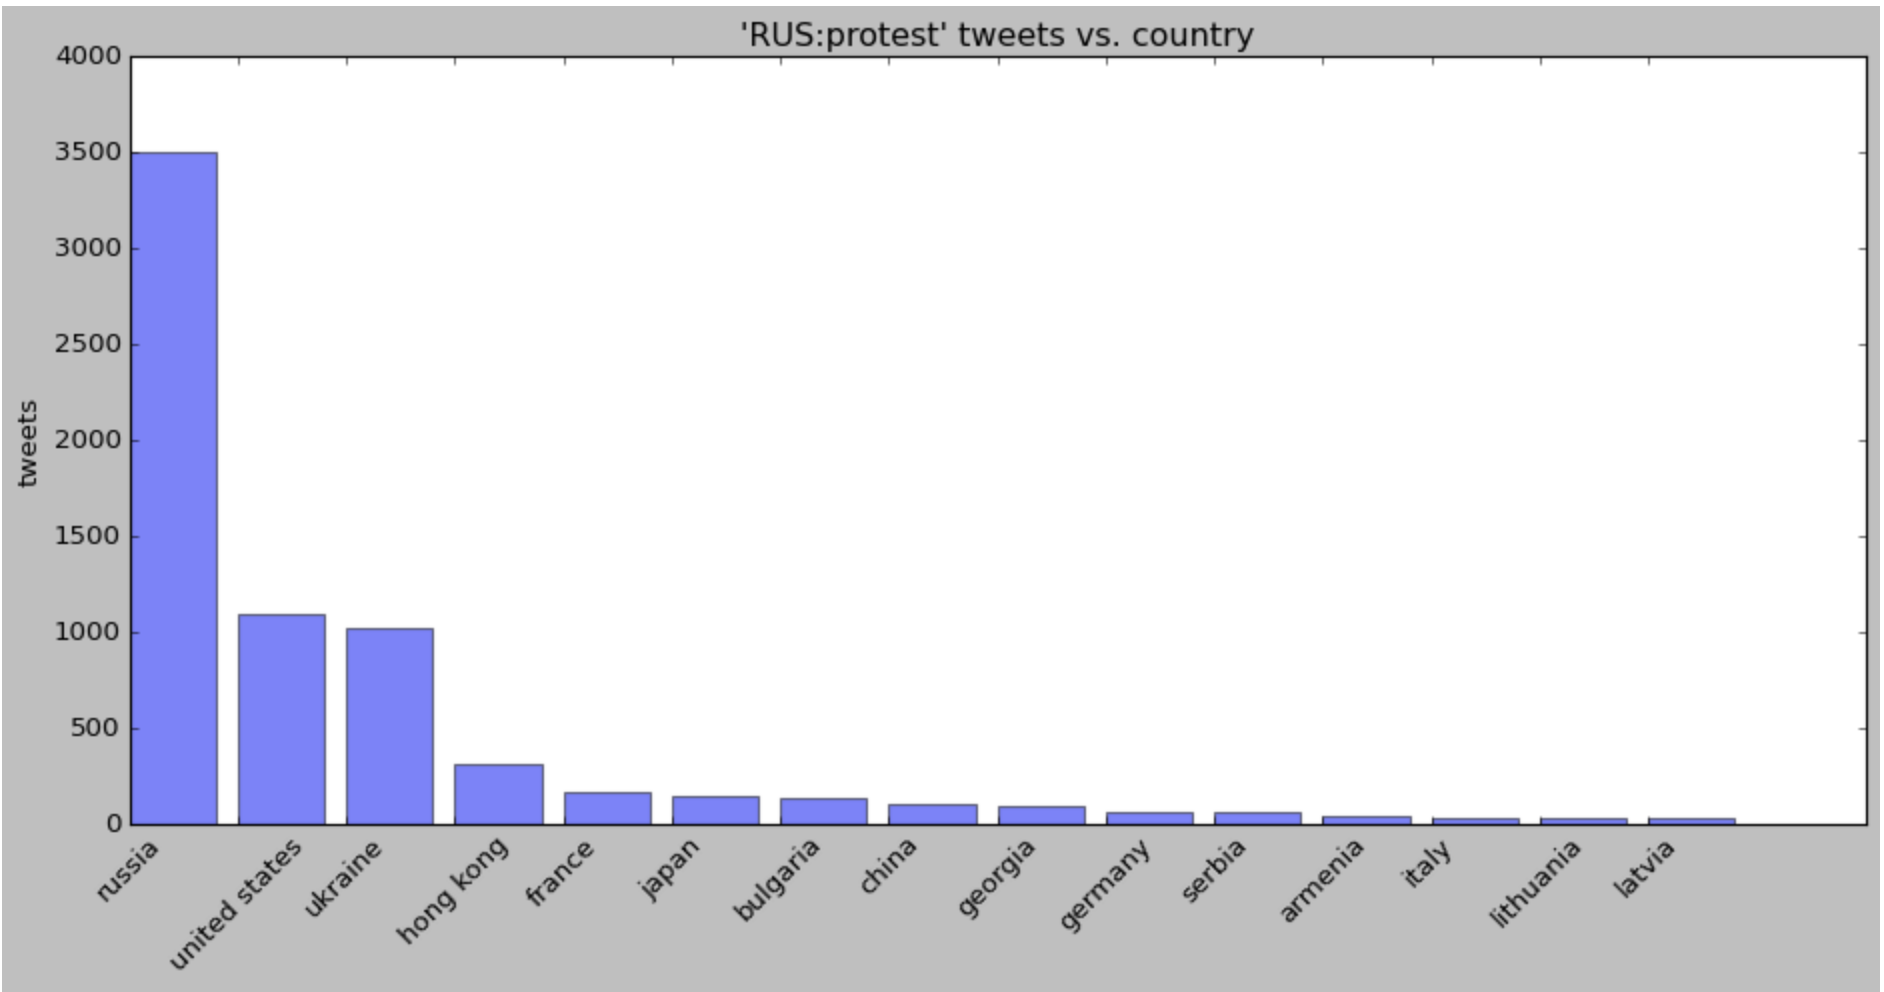 'RUS:protest' tweets vs. country
4000
3500
3000
2500
2000
1500
1000
500
0
tweets
russia
united states
ukraine
hong kong
france
japan
bulgaria
china
georgia
germany
serbia
armenia
italy
lithuania
latvia